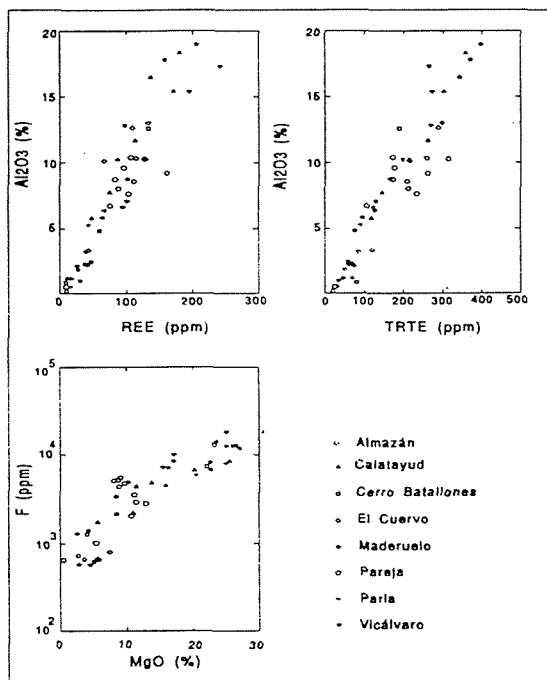 20
15
10
5
Al2O3 (%)
0 100 200 300
REE (ppm)
20
15
10
5
Al2O3 (%)
0 100 200 300 400 500
TRTE (ppm)
10^5
10^4
10^3
10^2
F (ppm)
0 10 20 30
MgO (%)
Almazán
Calatayud
Cerro Batallones
El Cuervo
Maderuelo
Pareja
Parla
Vicálvaro